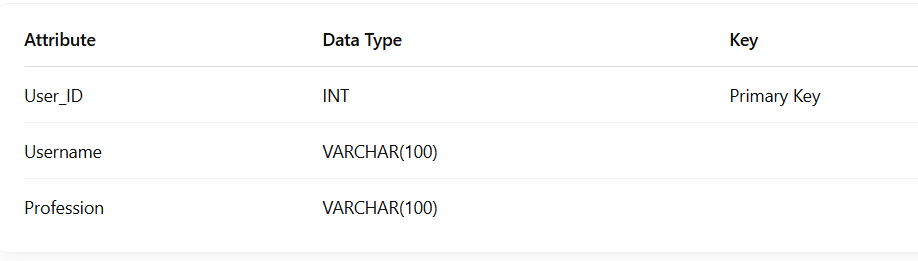 Attribute Data Type Key
User_ID INT Primary Key
Username VARCHAR(100)
Profession VARCHAR(100)